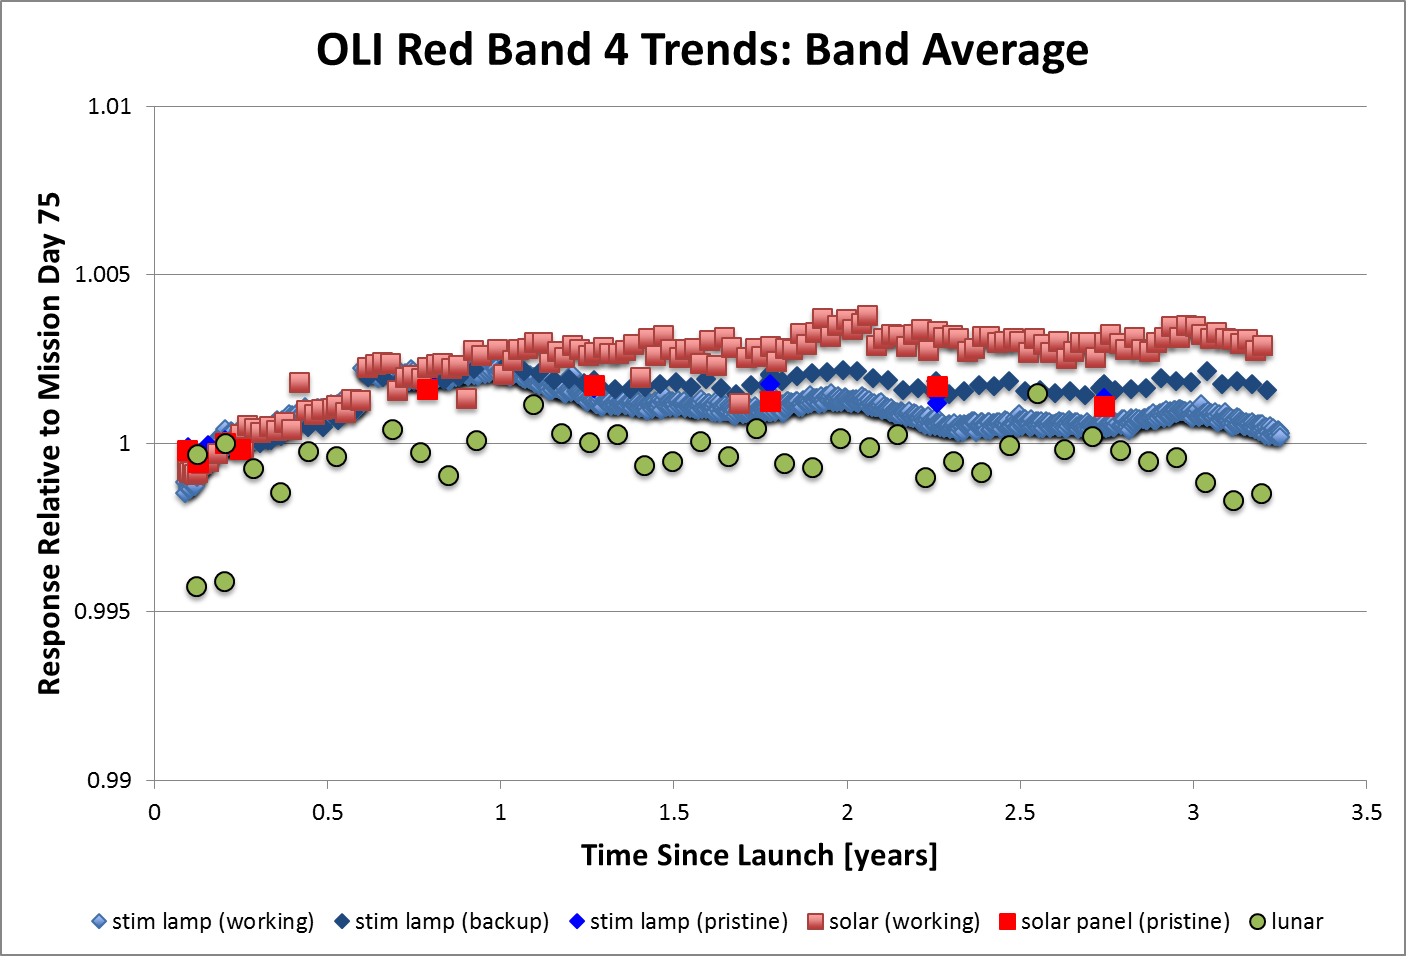 OLI Red Band 4 Trends: Band Average
1.01
1.005
1
0.995
0.99
Response Relative to Mission Day 75
0 0.5 1 1.5 2 2.5 3 3.5
Time Since Launch [years]
stim lamp (working) stim lamp (backup) stim lamp (pristine) solar (working) solar panel (pristine) lunar